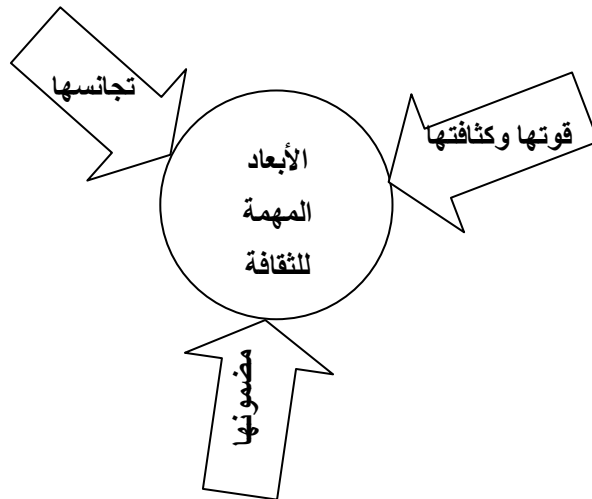 تجانسها
قوتها وكثافتها
الأبعاد
المهمة
للثقافة
مضمونها